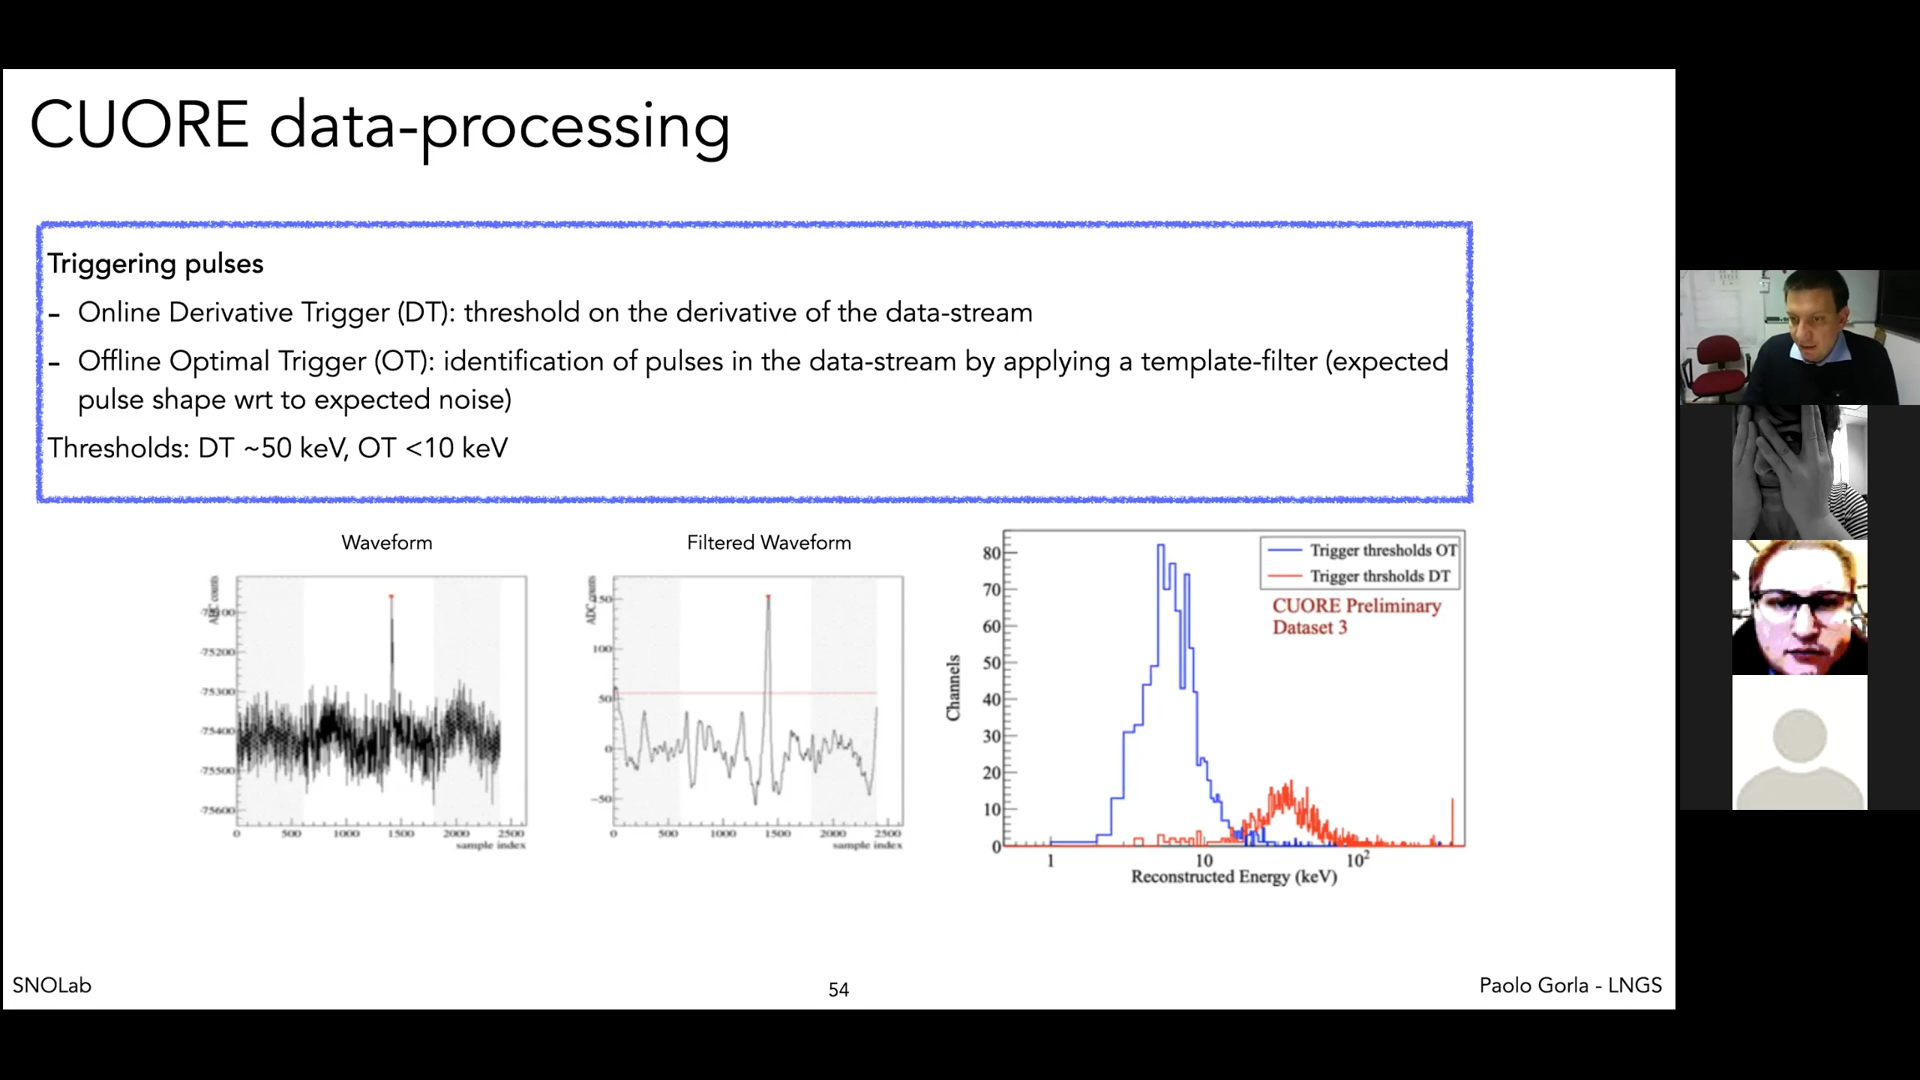 CUORE data-processing
Triggering pulses
- Online Derivative Trigger (DT): threshold on the derivative of the data-stream
- Offline Optimal Trigger (OT): identification of pulses in the data-stream by applying a template-filter (expected
pulse shape wrt to expected noise)
Thresholds: DT ~50 keV, OT <10 keV
Waveform
ADC counts
-75200
-75300
-75400
-75500
-75600
0 500 1000 1500 2000 2500
sample index
Filtered Waveform
ADC counts
150
100
50
0
-50
0 500 1000 1500 2000 2500
sample index
Channels
80
70
60
50
40
30
20
10
0
1 10 10²
Reconstructed Energy (keV)
Trigger thresholds OT
Trigger thrsholds DT
CUORE Preliminary
Dataset 3
SNOLab
54
Paolo Gorla - LNGS